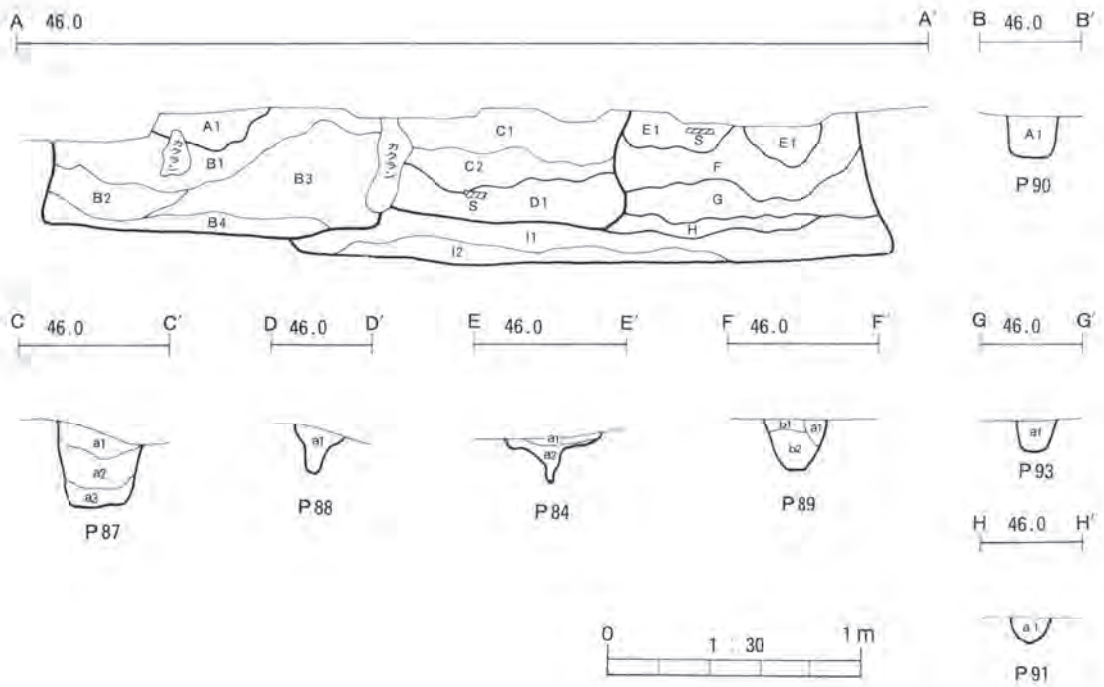 A 46.0 A′
B 46.0 B′
A1
B1
カクラン
B2
B3
B4
カクラン
C1
C2
S
D1
E1
S
E1
F
G
H
I1
I2
A1
P90
C 46.0 C′
D 46.0 D′
E 46.0 E′
F 46.0 F′
G 46.0 G′
a1
a2
a3
P87
a1
P88
a1
a2
P84
b1
a1
b2
P89
a1
P93
H 46.0 H′
a1
P91
0 1:30 1m